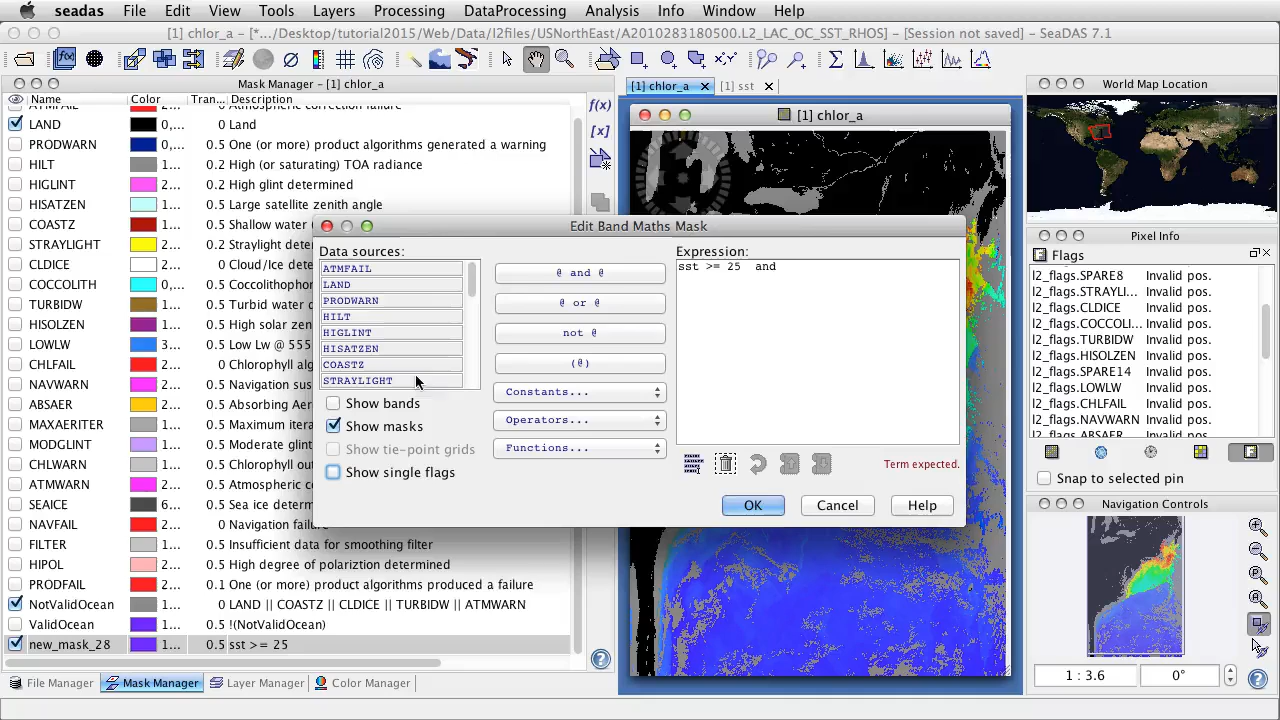 seadas File Edit View Tools Layers Processing DataProcessing Analysis Info Window Help
[1] chlor_a - [*.../Desktop/tutorial2015/Web/Data/l2files/USNorthEast/A2010283180500.L2_LAC_OC_SST_RHOS] - [Session not saved] - SeaDAS 7.1
Mask Manager - [1] chlor_a
Name Color Tran... Description
LAND 0,... 0 Land
PRODWARN 0,... 0.5 One (or more) product algorithms generated a warning
HILT 1... 0.2 High (or saturating) TOA radiance
HIGLINT 2... 0.2 High glint determined
HISATZEN 1... 0.5 Large satellite zenith angle
COASTZ 1... 0.5 Shallow water
STRAYLIGHT 2... 0.2 Straylight dete
CLDICE 2... 0.5 Cloud/Ice dete
COCCOLITH 0... 0.5 Coccolithophor
TURBIDW 1... 0.5 Turbid water
HISOLZEN 1... 0.5 High solar zen
LOWLW 3... 0.5 Low Lw @ 555
CHLFAIL 2... 0 Chlorophyll alg
NAVWARN 2... 0.5 Navigation sus
ABSAER 2... 0.5 Absorbing Aer
MAXAERITER 1... 0.5 Maximum itera
MODGLINT 1... 0.5 Moderate glint
CHLWARN 1... 0.5 Chlorophyll out
ATMWARN 2... 0.5 Atmospheric c
SEAICE 6... 0.5 Sea ice determ
NAVFAIL 2... 0.5 Navigation failure
FILTER 1... 0.5 Insufficient data for smoothing filter
HIPOL 2... 0.5 High degree of polariztion determined
PRODFAIL 2... 0.1 One (or more) product algorithms produced a failure
NotValidOcean 1... 0 LAND || COASTZ || CLDICE || TURBIDW || ATMWARN
ValidOcean 1... 0.5 !(NotValidOcean)
new_mask_28 1... 0.5 sst >= 25
File Manager Mask Manager Layer Manager Color Manager
f(x)
[x]
[1] chlor_a [1] sst
[1] chlor_a
Edit Band Maths Mask
Data sources:
ATMFAIL
LAND
PRODWARN
HILT
HIGLINT
HISATZEN
COASTZ
STRAYLIGHT
Show bands
Show masks
Show tie-point grids
Show single flags
@ and @
@ or @
not @
(@)
Constants...
Operators...
Functions...
Expression:
sst >= 25 and
Term expected.
OK Cancel Help
World Map Location
Pixel Info
Flags
l2_flags.SPARE8 Invalid pos.
l2_flags.STRAYLI... Invalid pos.
l2_flags.CLDICE Invalid pos.
l2_flags.COCCOLI... Invalid pos.
l2_flags.TURBIDW Invalid pos.
l2_flags.HISOLZEN Invalid pos.
l2_flags.SPARE14 Invalid pos.
l2_flags.LOWLW Invalid pos.
l2_flags.CHLFAIL Invalid pos.
l2_flags.NAVWARN Invalid pos.
l2_flags.ABSAER Invalid pos.
Snap to selected pin
Navigation Controls
1 : 3.6 0°